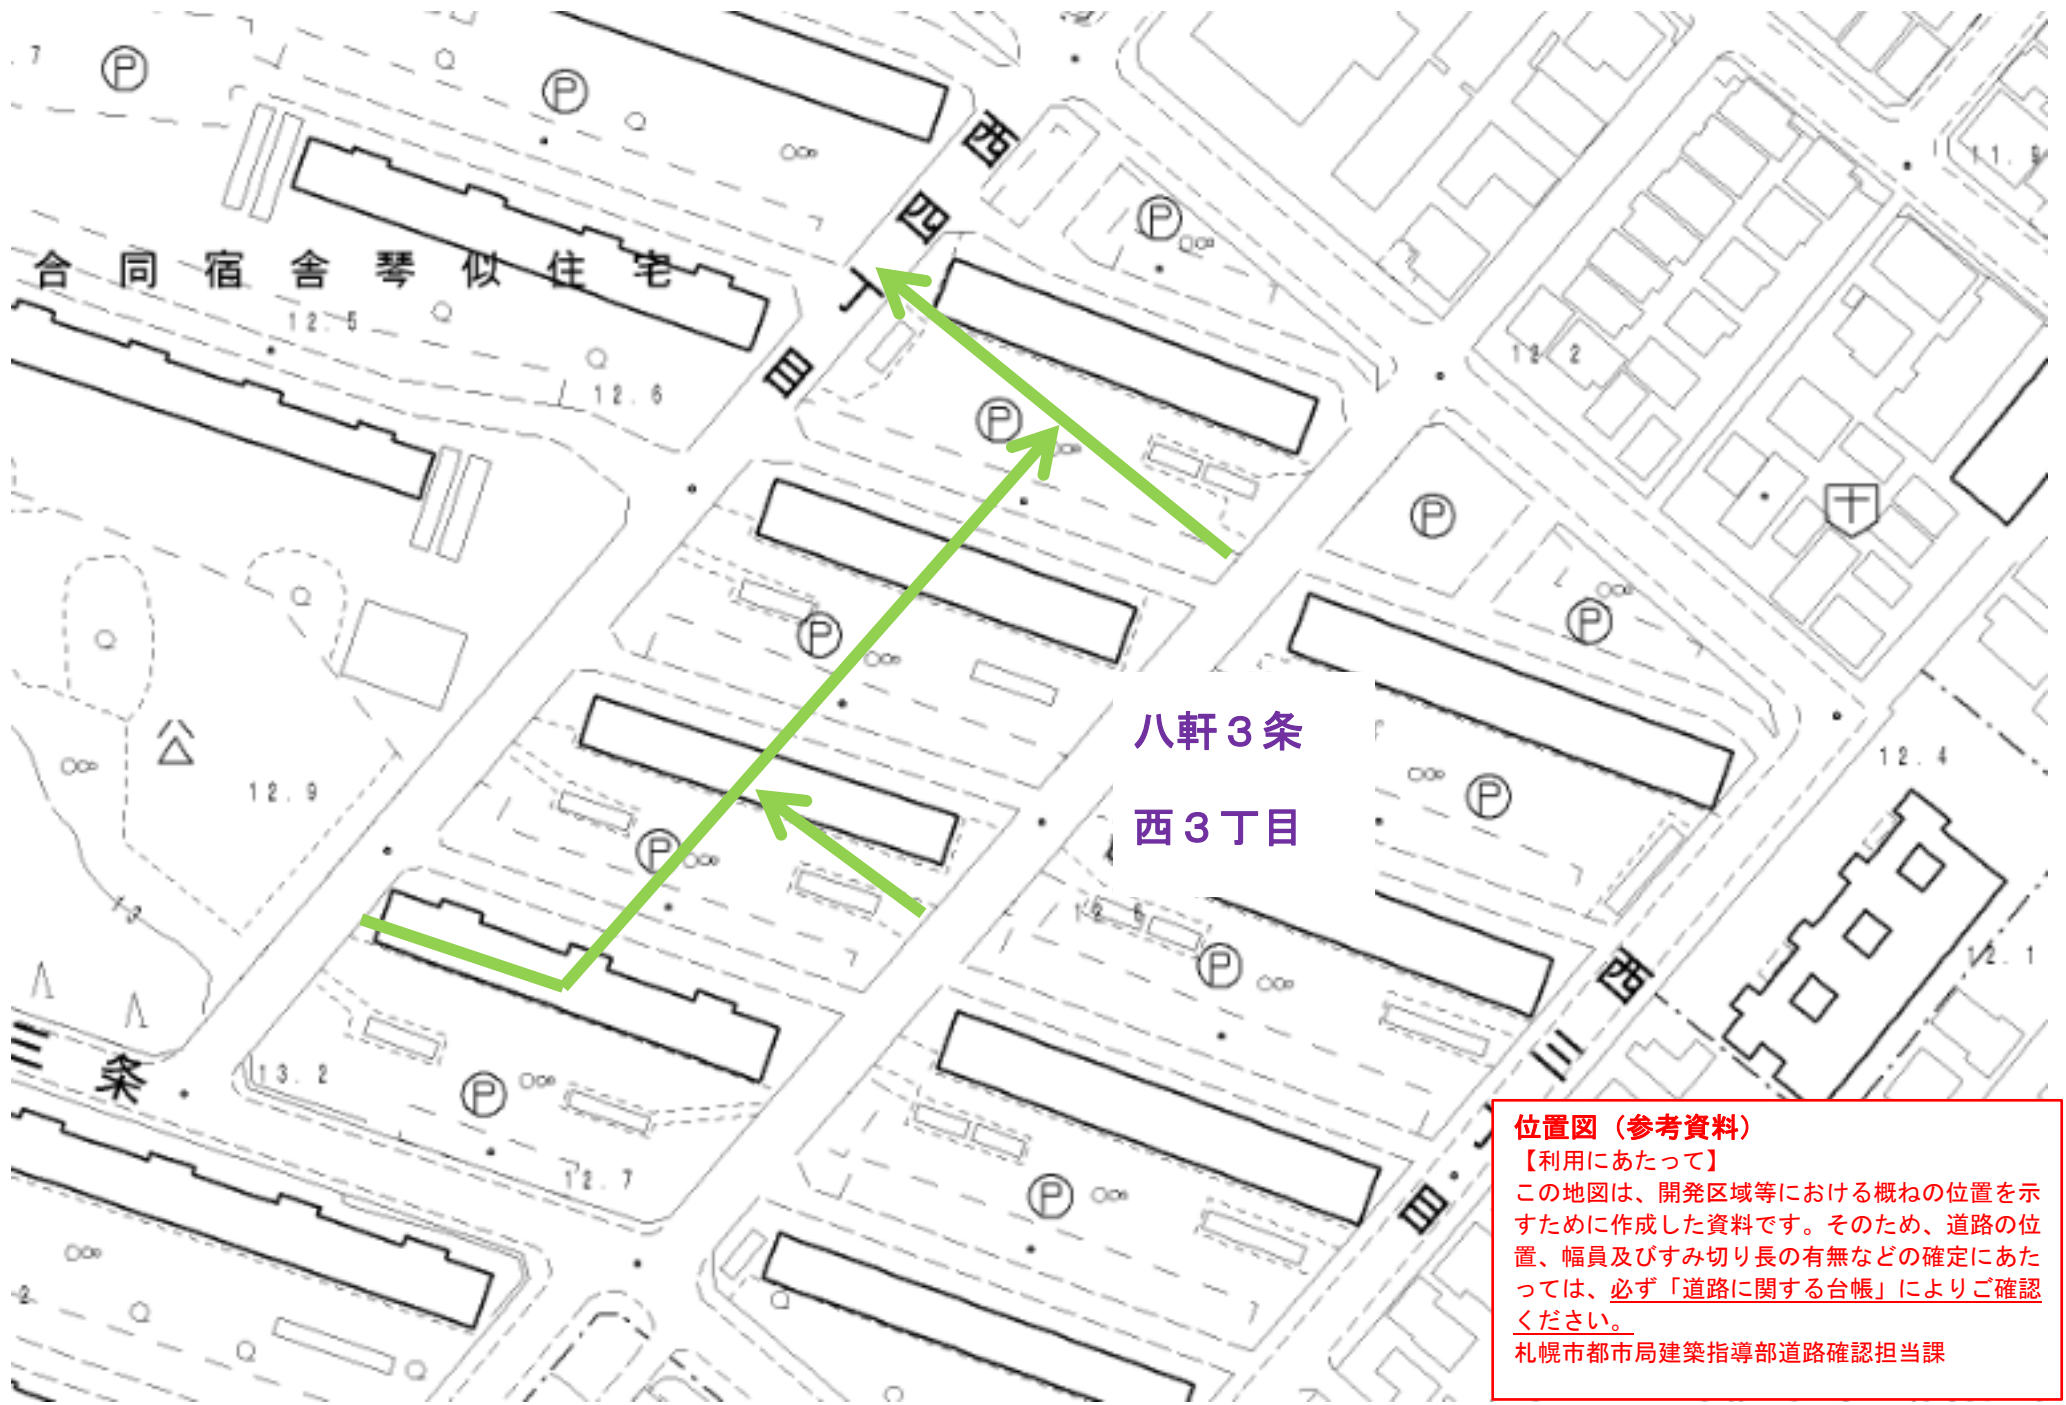 .7
Ⓟ
Ⓟ
西四丁目
Ⓟ
11.9
合同宿舎琴似住宅
12.5
12.6
Ⓟ
12.2
Ⓟ
Ⓟ
Ⓟ
八軒３条
西３丁目
12.4
12.9
Ⓟ
Ⓟ
13
Ⓟ
12.1
西三丁目
三条
13.2
Ⓟ
12.7
Ⓟ
位置図（参考資料）
【利用にあたって】
この地図は、開発区域等における概ねの位置を示
すために作成した資料です。そのため、道路の位
置、幅員及びすみ切り長の有無などの確定にあた
っては、必ず「道路に関する台帳」によりご確認
ください。
札幌市都市局建築指導部道路確認担当課